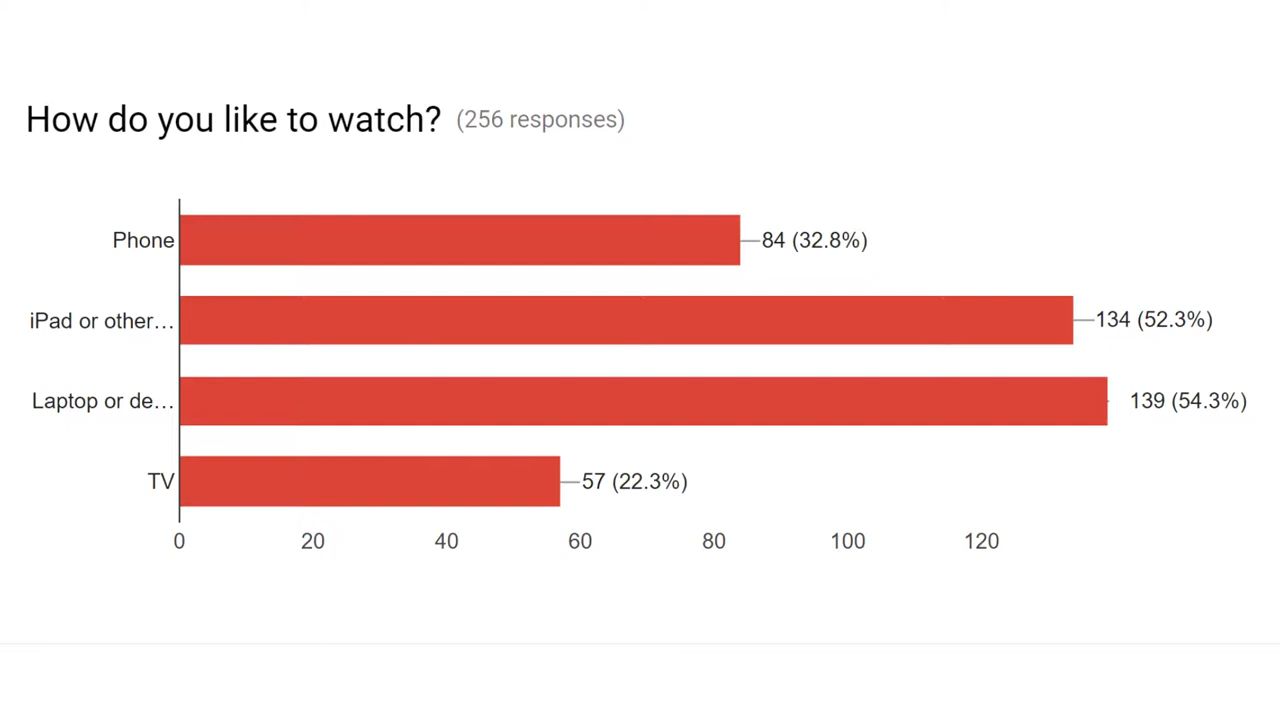 How do you like to watch? (256 responses)
Phone 84 (32.8%)
iPad or other… 134 (52.3%)
Laptop or de… 139 (54.3%)
TV 57 (22.3%)
0 20 40 60 80 100 120